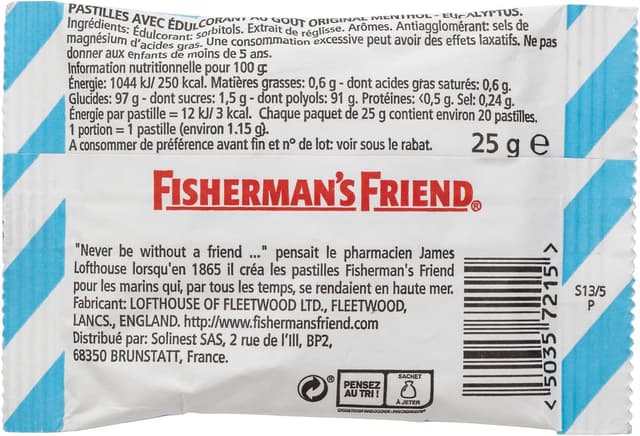 PASTILLES AVEC ÉDULCORANT AU GOÛT ORIGINAL MENTHOL - EUCALYPTUS.
Ingrédients: Édulcorant: sorbitols. Extrait de réglisse. Arômes. Antiagglomérant: sels de
magnésium d'acides gras. Une consommation excessive peut avoir des effets laxatifs. Ne pas
donner aux enfants de moins de 5 ans.
Information nutritionnelle pour 100 g:
Énergie: 1044 kJ/ 250 kcal. Matières grasses: 0,6 g - dont acides gras saturés: 0,6 g.
Glucides: 97 g - dont sucres: 1,5 g - dont polyols: 91 g. Protéines: <0,5 g. Sel: 0,24 g.
Énergie par pastille = 12 kJ/ 3 kcal. Chaque paquet de 25 g contient environ 20 pastilles.
1 portion = 1 pastille (environ 1.15 g).
A consommer de préférence avant fin et n° de lot: voir sous le rabat.
25 g e
FISHERMAN'S FRIEND®
"Never be without a friend ..." pensait le pharmacien James
Lofthouse lorsqu'en 1865 il créa les pastilles Fisherman's Friend
pour les marins qui, par tous les temps, se rendaient en haute mer.
Fabricant: LOFTHOUSE OF FLEETWOOD LTD., FLEETWOOD,
LANCS., ENGLAND. http://www.fishermansfriend.com
Distribué par: Solinest SAS, 2 rue de l'Ill, BP2,
68350 BRUNSTATT, France.
< 5035 7215 >
S13/5
P
PENSEZ
AU TRI !
SACHET
À JETER